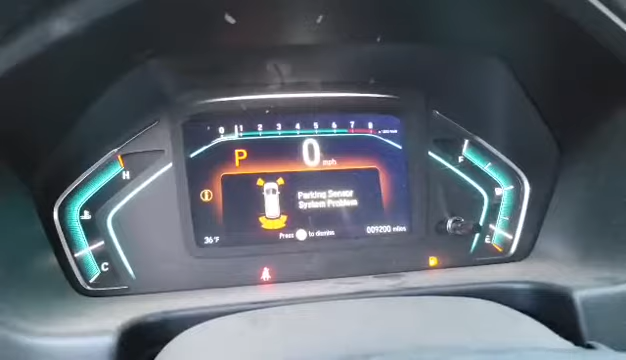 0 1 2 3 4 5 6 7 8
P
0 mph
H
F
Parking Sensor
System Problem
36°F
Press to dismiss
009200 miles
C
E